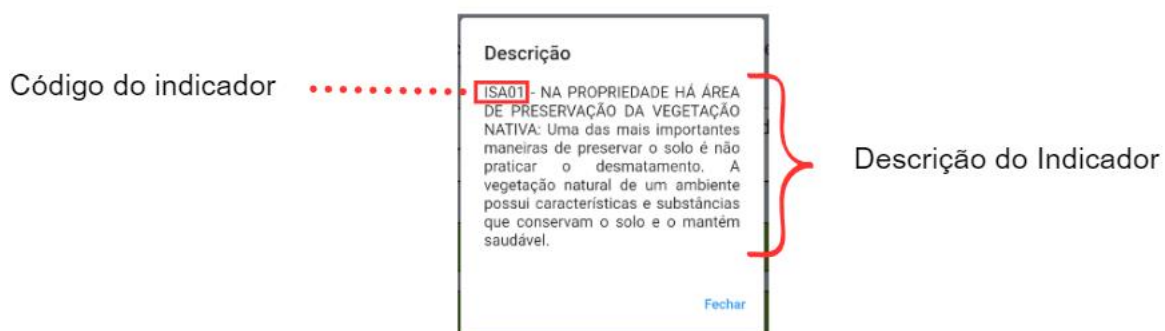 Descrição
Código do indicador
ISA01 - NA PROPRIEDADE HÁ ÁREA
DE PRESERVAÇÃO DA VEGETAÇÃO
NATIVA: Uma das mais importantes
maneiras de preservar o solo é não
praticar o desmatamento. A
vegetação natural de um ambiente
possui características e substâncias
que conservam o solo e o mantém
saudável.
Descrição do Indicador
Fechar